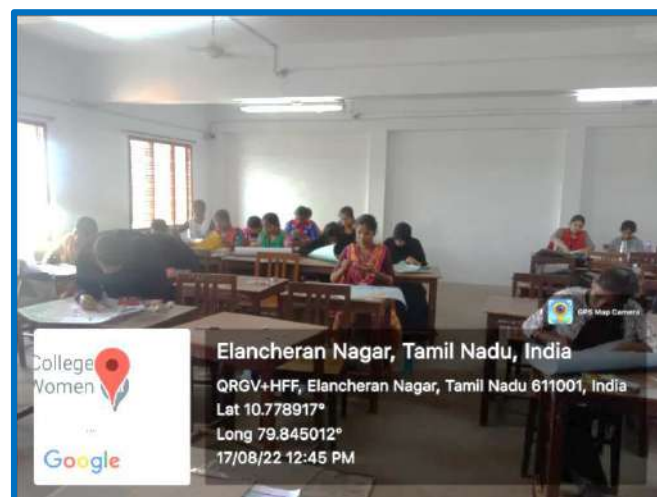 GPS Map Camera
College
Women
Google
Elancheran Nagar, Tamil Nadu, India
QRGV+HFF, Elancheran Nagar, Tamil Nadu 611001, India
Lat 10.778917°
Long 79.845012°
17/08/22 12:45 PM